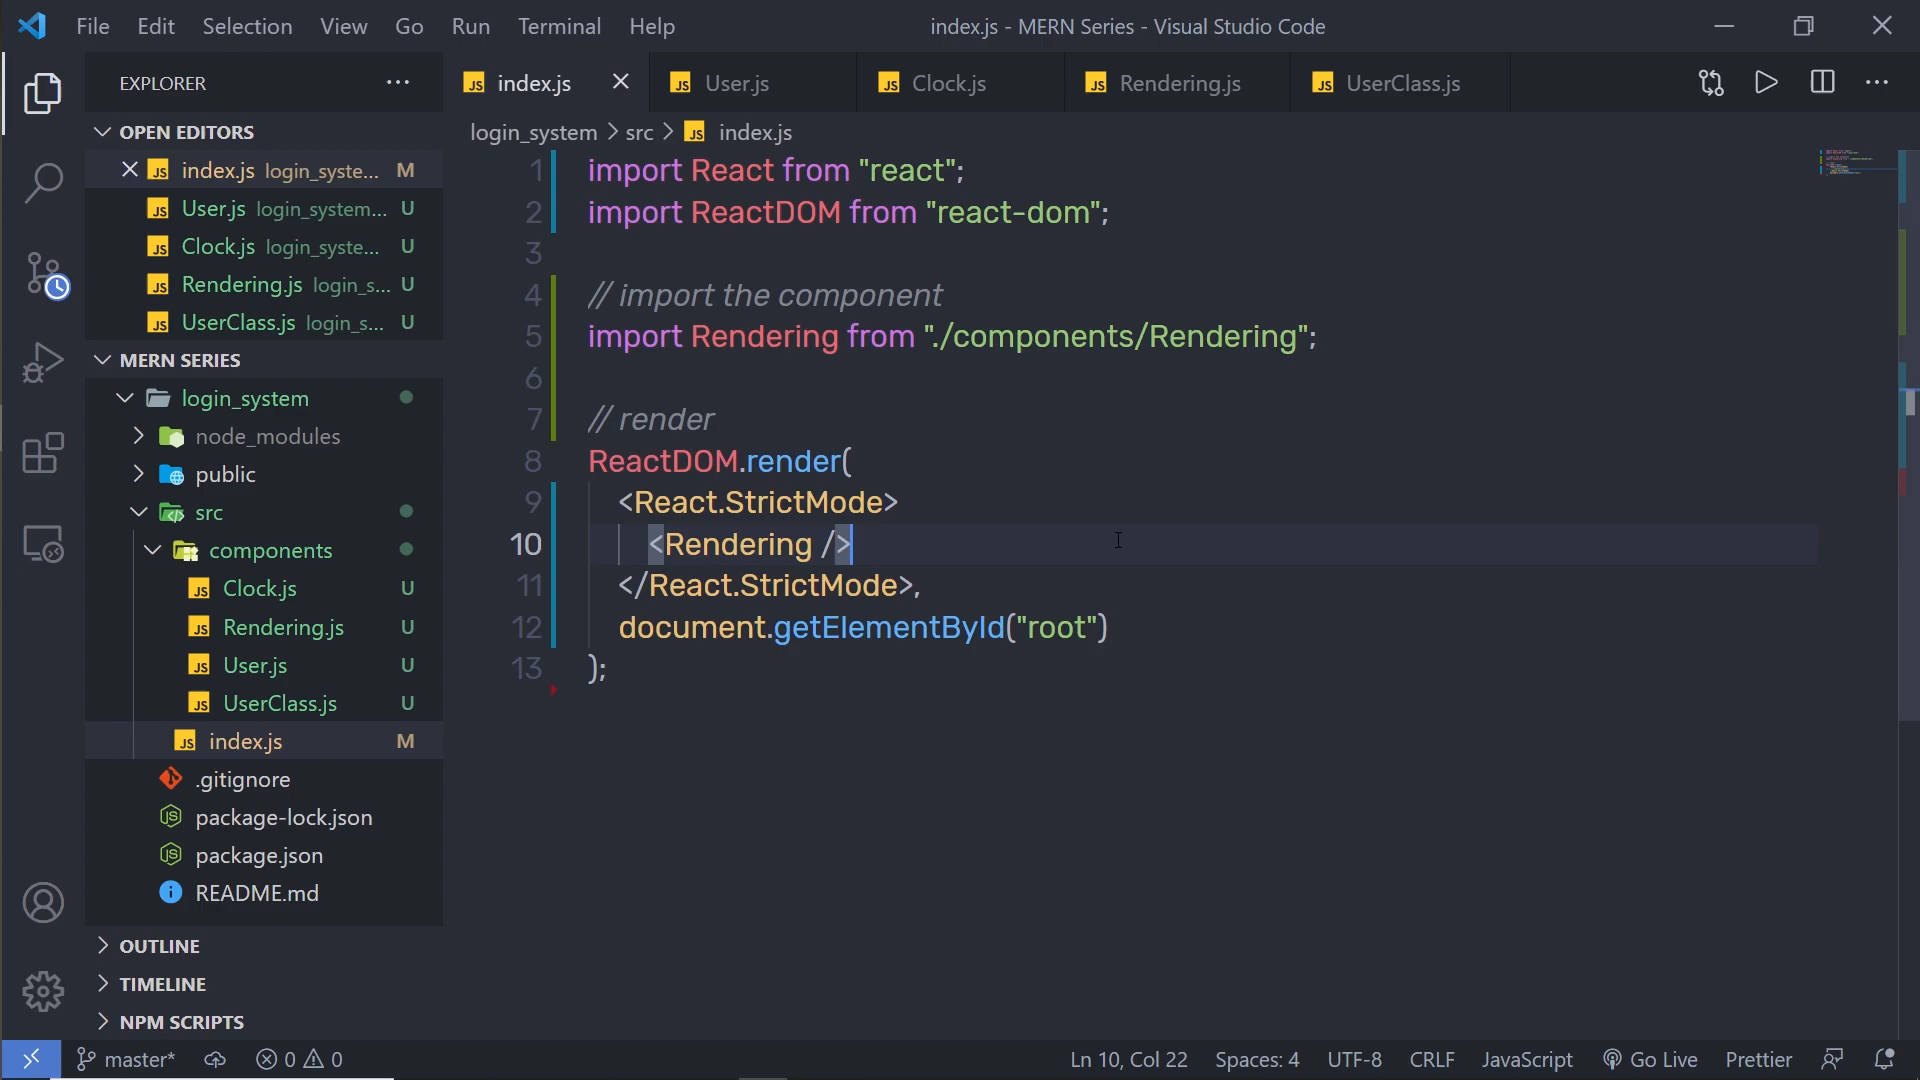 File Edit Selection View Go Run Terminal Help
index.js - MERN Series - Visual Studio Code
EXPLORER
OPEN EDITORS
index.js login_syste... M
User.js login_system... U
Clock.js login_syste... U
Rendering.js login_s... U
UserClass.js login_s... U
MERN SERIES
login_system
node_modules
public
src
components
Clock.js U
Rendering.js U
User.js U
UserClass.js U
index.js M
.gitignore
package-lock.json
package.json
README.md
OUTLINE
TIMELINE
NPM SCRIPTS
index.js User.js Clock.js Rendering.js UserClass.js
login_system > src > index.js
1 import React from "react";
2 import ReactDOM from "react-dom";
3
4 // import the component
5 import Rendering from "./components/Rendering";
6
7 // render
8 ReactDOM.render(
9 <React.StrictMode>
10 <Rendering />
11 </React.StrictMode>,
12 document.getElementById("root")
13 );
master* 0 0 Ln 10, Col 22 Spaces: 4 UTF-8 CRLF JavaScript Go Live Prettier